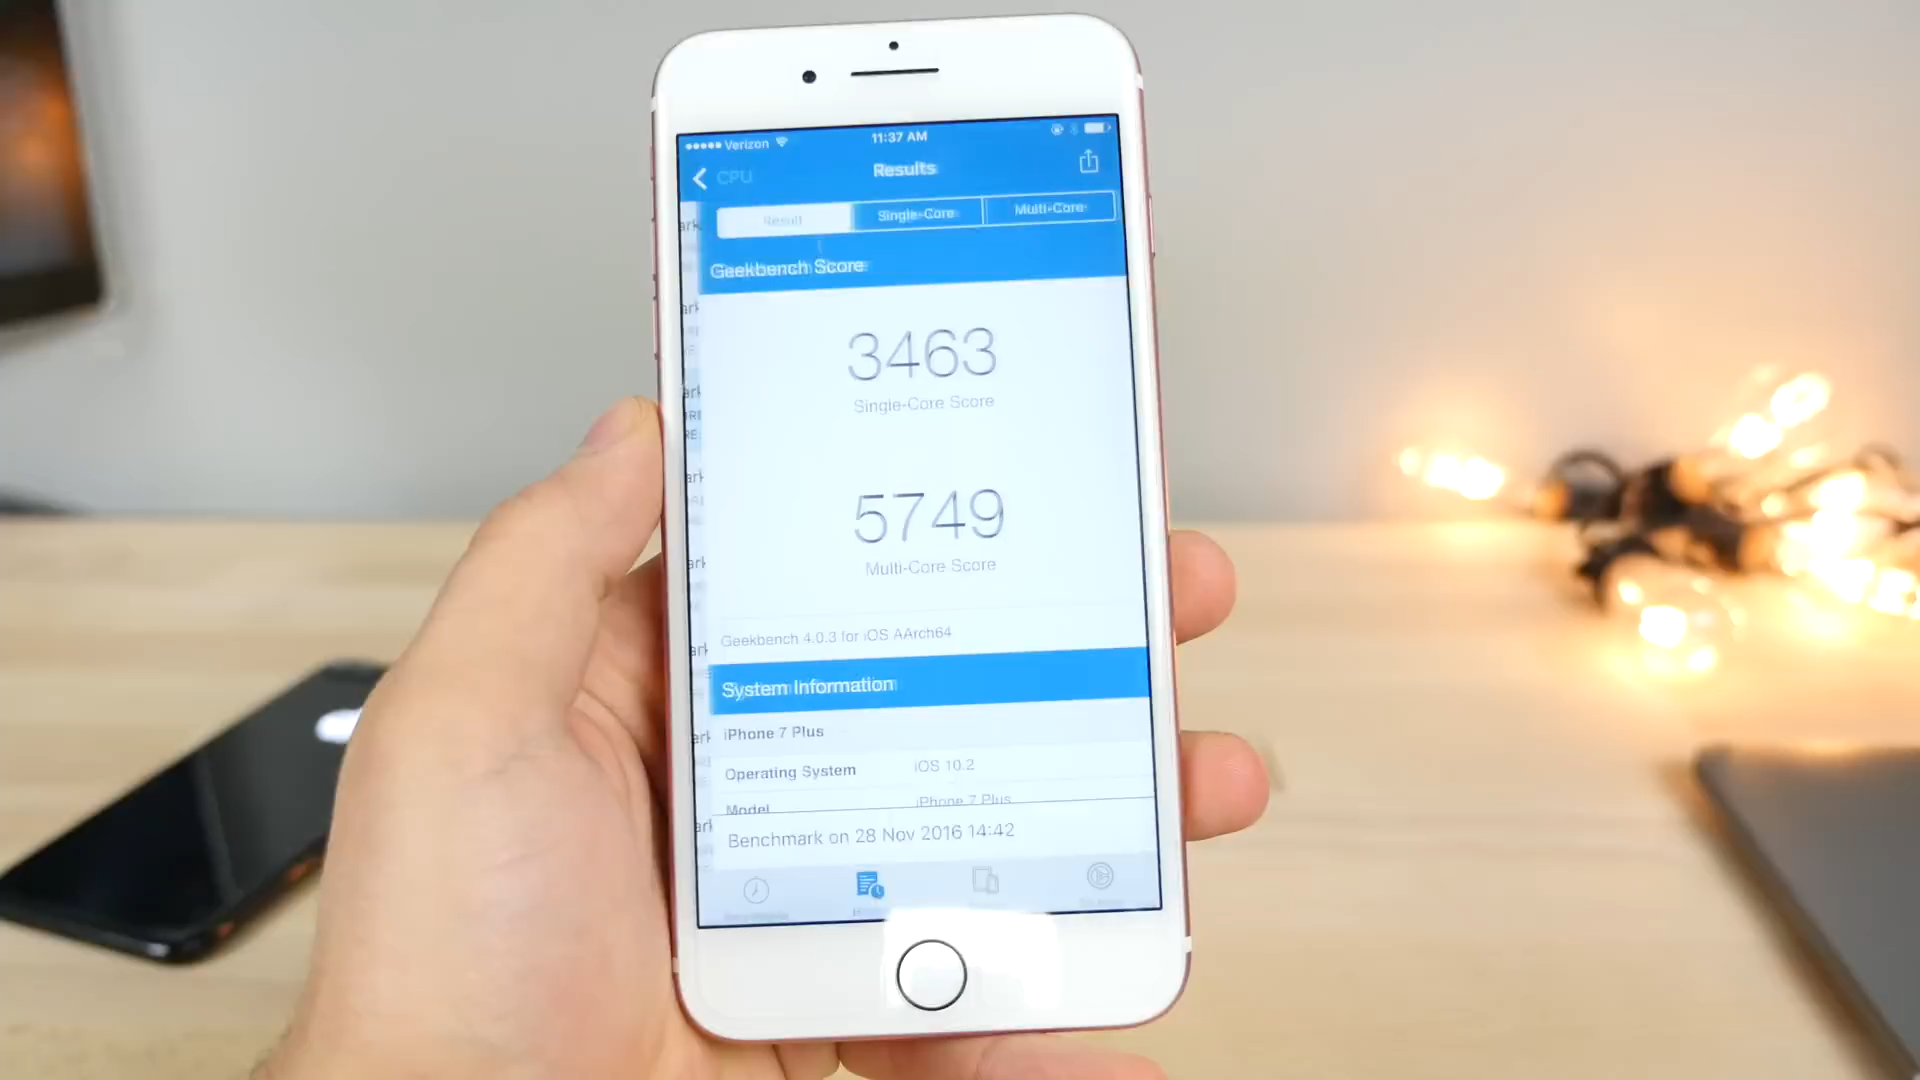 Verizon 11:37 AM
CPU Results
Result Single-Core Multi-Core
Geekbench Score
3463
Single-Core Score
5749
Multi-Core Score
Geekbench 4.0.3 for iOS AArch64
System Information
iPhone 7 Plus
Operating System iOS 10.2
Model iPhone 7 Plus
Benchmark on 28 Nov 2016 14:42